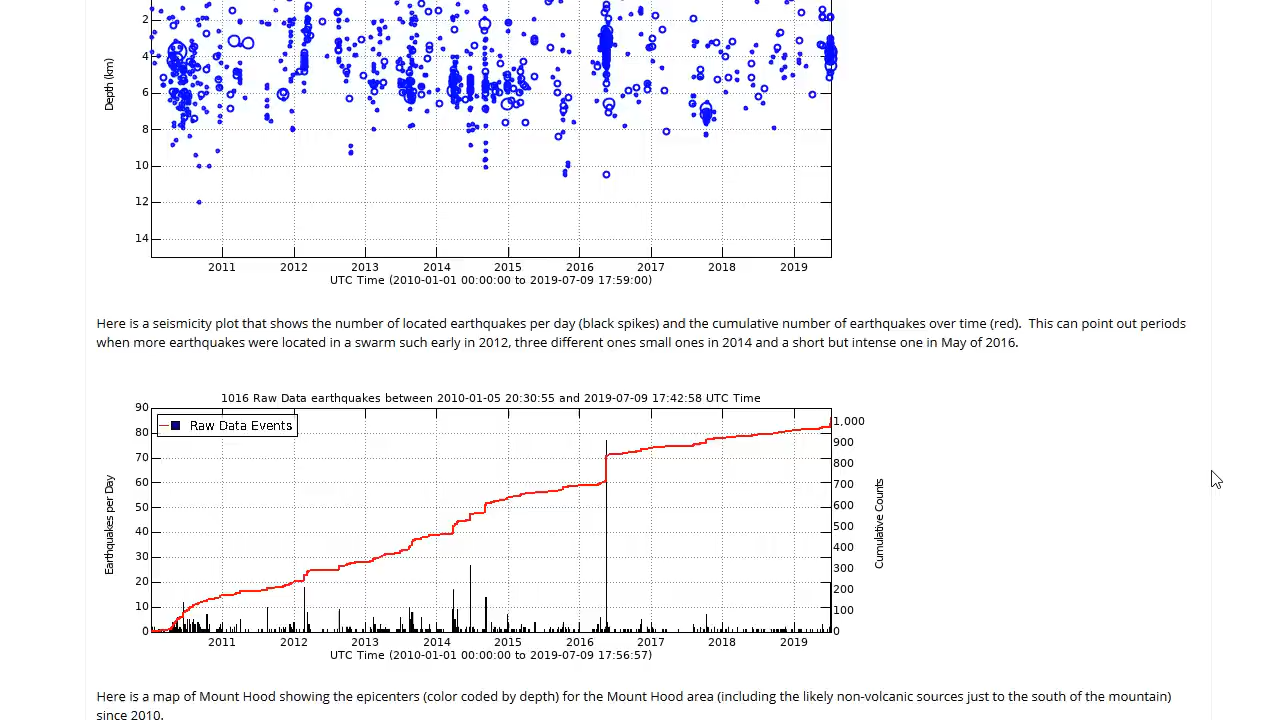 2
4
6
8
10
12
14
Depth (km)
2011 2012 2013 2014 2015 2016 2017 2018 2019
UTC Time (2010-01-01 00:00:00 to 2019-07-09 17:59:00)
Here is a seismicity plot that shows the number of located earthquakes per day (black spikes) and the cumulative number of earthquakes over time (red).  This can point out periods
when more earthquakes were located in a swarm such early in 2012, three different ones small ones in 2014 and a short but intense one in May of 2016.
1016 Raw Data earthquakes between 2010-01-05 20:30:55 and 2019-07-09 17:42:58 UTC Time
Raw Data Events
90
80
70
60
50
40
30
20
10
0
Earthquakes per Day
1,000
900
800
700
600
500
400
300
200
100
0
Cumulative Counts
2011 2012 2013 2014 2015 2016 2017 2018 2019
UTC Time (2010-01-01 00:00:00 to 2019-07-09 17:56:57)
Here is a map of Mount Hood showing the epicenters (color coded by depth) for the Mount Hood area (including the likely non-volcanic sources just to the south of the mountain)
since 2010.